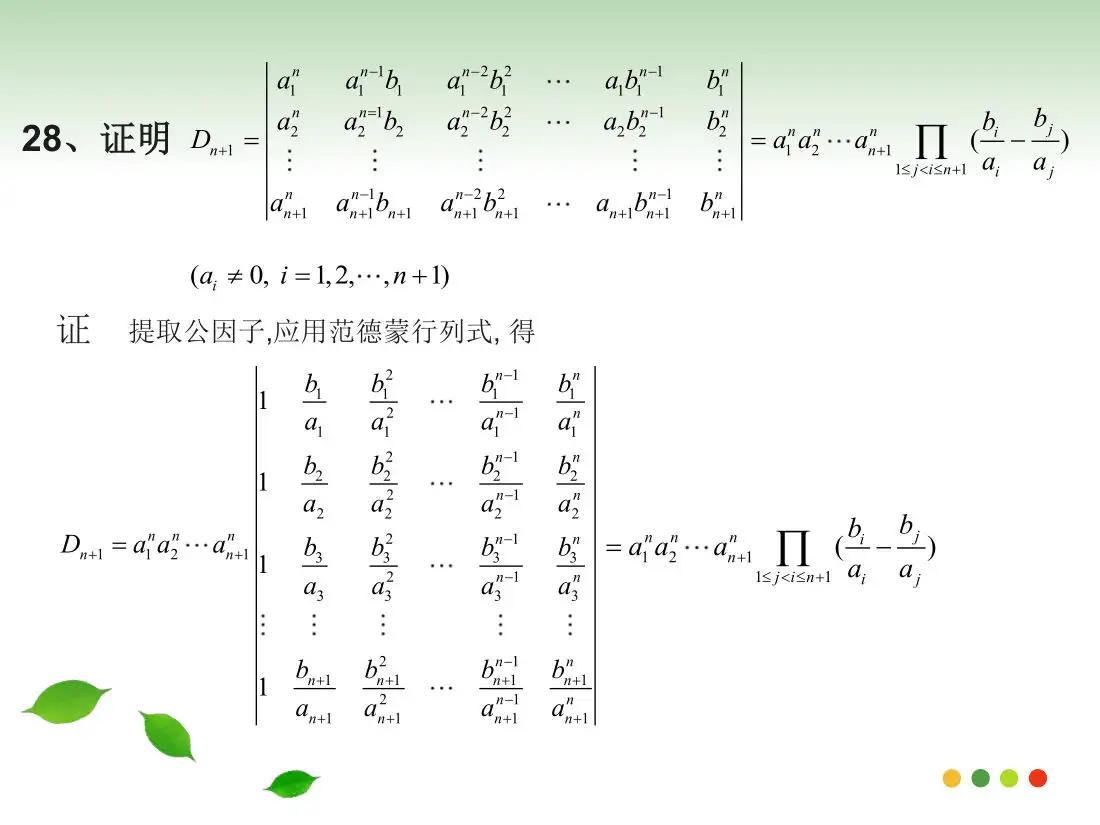 28、证明 $D_{n+1} = \begin{vmatrix} a_1^n & a_1^{n-1}b_1 & a_1^{n-2}b_1^2 & \cdots & a_1b_1^{n-1} & b_1^n \\ a_2^n & a_2^{n=1}b_2 & a_2^{n-2}b_2^2 & \cdots & a_2b_2^{n-1} & b_2^n \\ \vdots & \vdots & \vdots & & \vdots & \vdots \\ a_{n+1}^n & a_{n+1}^{n-1}b_{n+1} & a_{n+1}^{n-2}b_{n+1}^2 & \cdots & a_{n+1}b_{n+1}^{n-1} & b_{n+1}^n \end{vmatrix} = a_1^n a_2^n \cdots a_{n+1}^n \prod_{1 \le j < i \le n+1} (\frac{b_i}{a_i} - \frac{b_j}{a_j})$
$(a_i \ne 0, \ i = 1, 2, \cdots, n+1)$
证 提取公因子,应用范德蒙行列式, 得
$D_{n+1} = a_1^n a_2^n \cdots a_{n+1}^n \begin{vmatrix} 1 & \frac{b_1}{a_1} & \frac{b_1^2}{a_1^2} & \cdots & \frac{b_1^{n-1}}{a_1^{n-1}} & \frac{b_1^n}{a_1^n} \\ 1 & \frac{b_2}{a_2} & \frac{b_2^2}{a_2^2} & \cdots & \frac{b_2^{n-1}}{a_2^{n-1}} & \frac{b_2^n}{a_2^n} \\ 1 & \frac{b_3}{a_3} & \frac{b_3^2}{a_3^2} & \cdots & \frac{b_3^{n-1}}{a_3^{n-1}} & \frac{b_3^n}{a_3^n} \\ \vdots & \vdots & \vdots & & \vdots & \vdots \\ 1 & \frac{b_{n+1}}{a_{n+1}} & \frac{b_{n+1}^2}{a_{n+1}^2} & \cdots & \frac{b_{n+1}^{n-1}}{a_{n+1}^{n-1}} & \frac{b_{n+1}^n}{a_{n+1}^n} \end{vmatrix} = a_1^n a_2^n \cdots a_{n+1}^n \prod_{1 \le j < i \le n+1} (\frac{b_i}{a_i} - \frac{b_j}{a_j})$